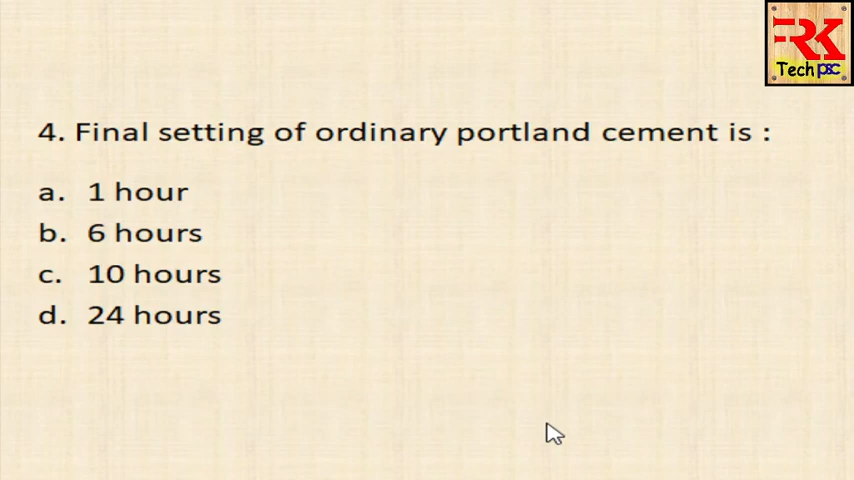 RK
Tech psc
4. Final setting of ordinary portland cement is :
a. 1 hour
b. 6 hours
c. 10 hours
d. 24 hours